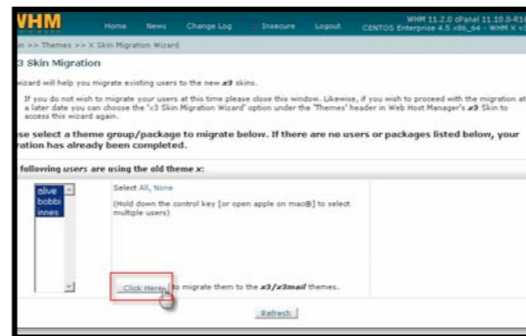 WHM
Home News Change Log Insecure Logout
WHM 11.2.0 cPanel 11.10.0-R16
CENTOS Enterprise 4.5 x86_64 - WHM X v3
in >> Themes >> X Skin Migration Wizard
3 Skin Migration
wizard will help you migrate existing users to the new x3 skins.
If you do not wish to migrate your users at this time please close this window. Likewise, if you wish to proceed with the migration at
a later date you can choose the "x3 Skin Migration Wizard" option under the 'Themes' header in Web Host Manager's x3 Skin to
access this wizard again.
se select a theme group/package to migrate below. If there are no users or packages listed below, your
ration has already been completed.
following users are using the old theme x:
olive
bobbi
innes
Select All, None
(Hold down the control key [or open apple on mac®] to select
multiple users)
Click Here to migrate them to the x3/x3mail themes.
Refresh